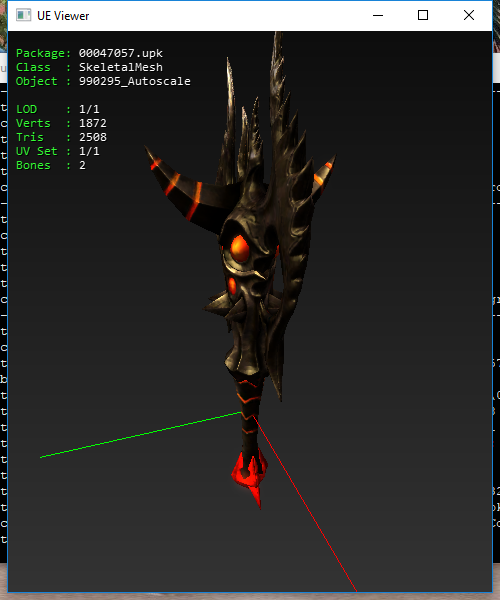 UE Viewer
Package: 00047057.upk
Class  : SkeletalMesh
Object : 990295_Autoscale
LOD    : 1/1
Verts  : 1872
Tris   : 2508
UV Set : 1/1
Bones  : 2